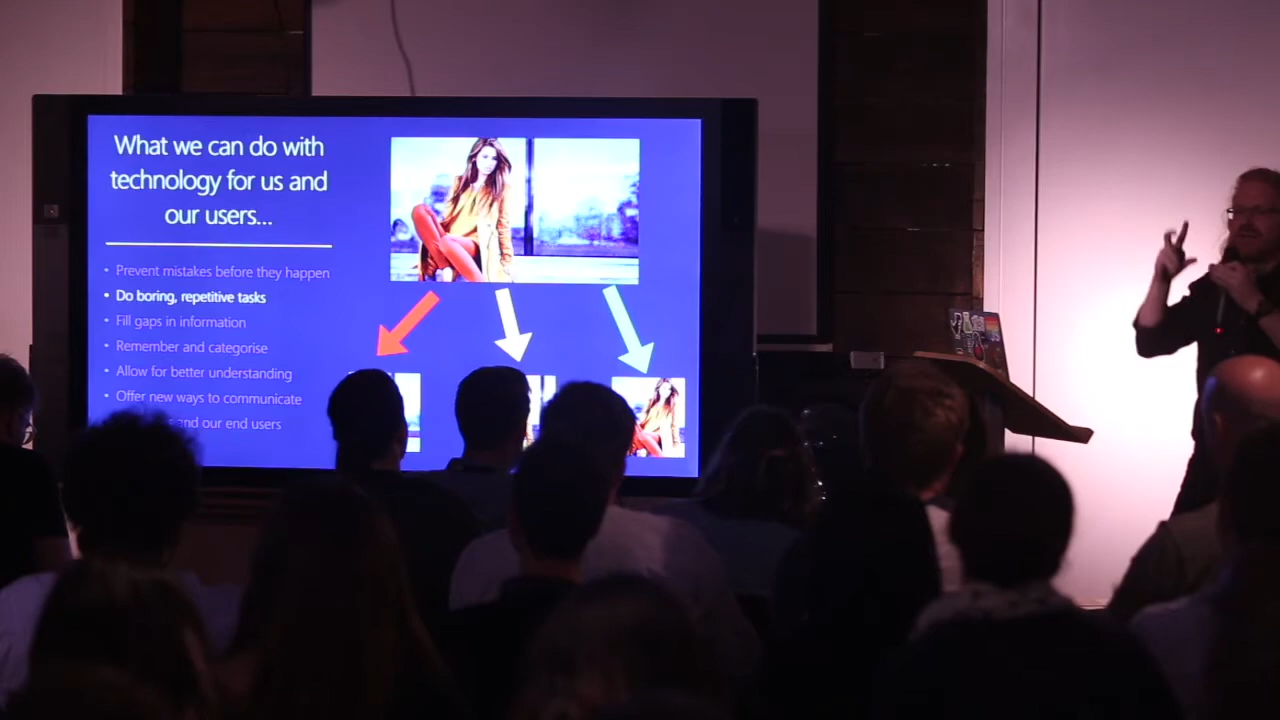 What we can do with
technology for us and
our users...
• Prevent mistakes before they happen
• Do boring, repetitive tasks
• Fill gaps in information
• Remember and categorise
• Allow for better understanding
• Offer new ways to communicate
and our end users